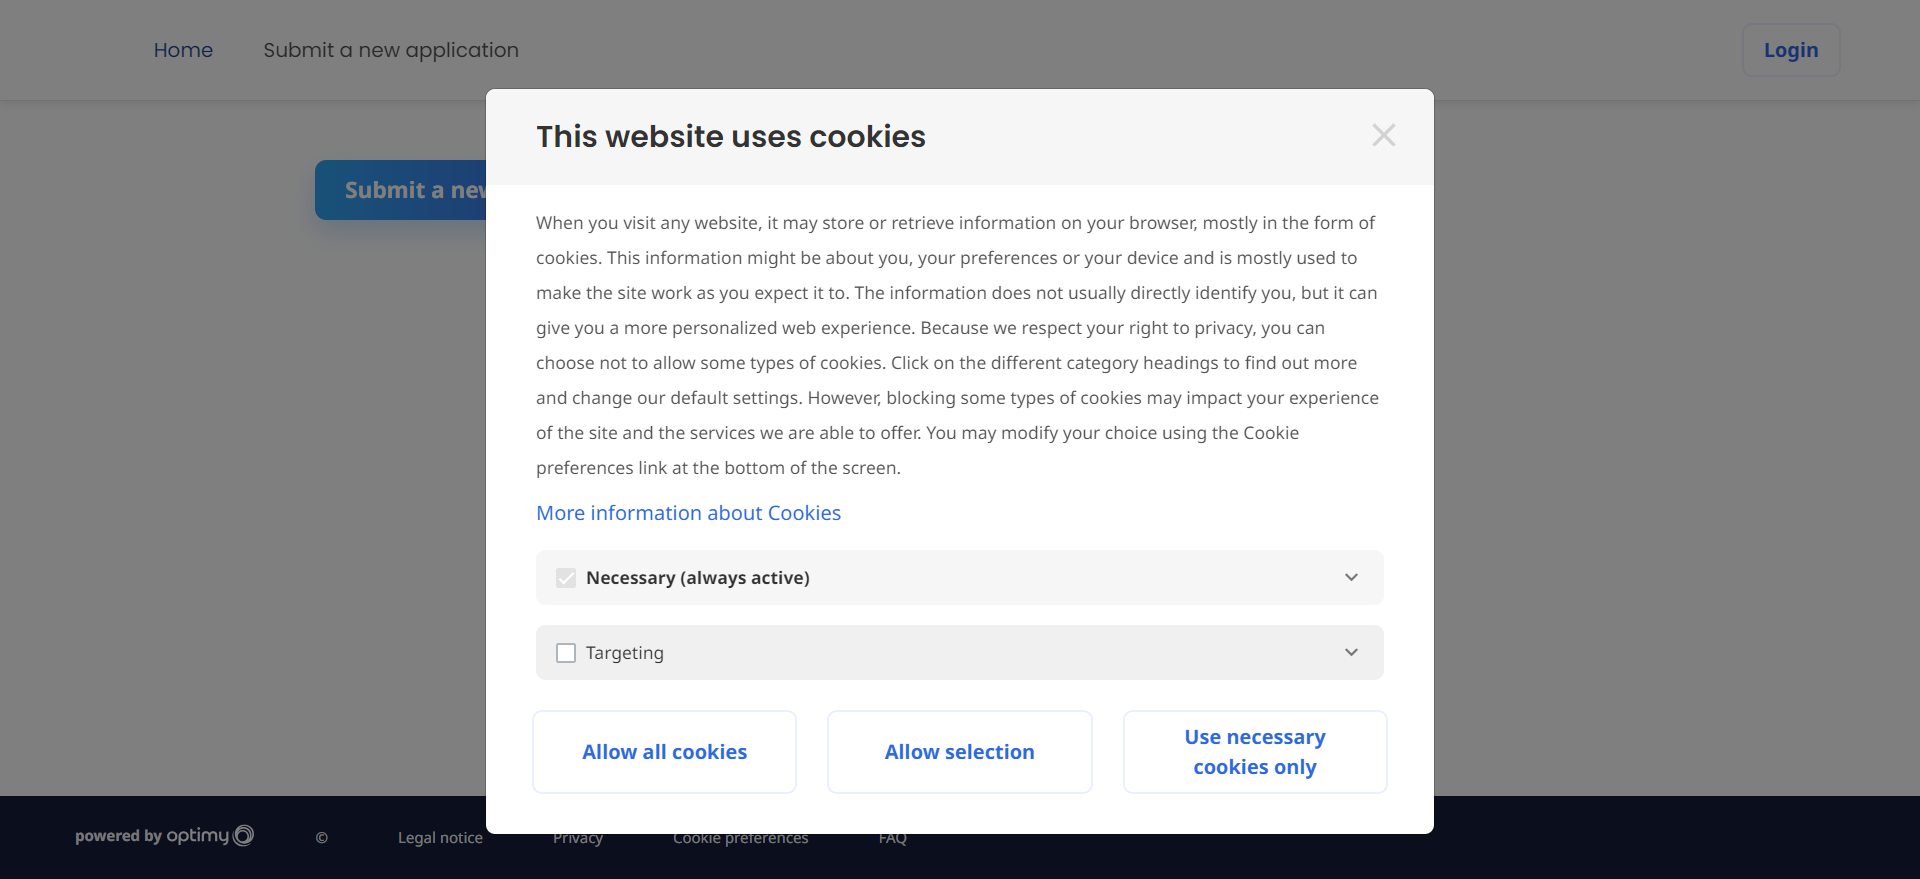 Home
Submit a new application
Login
This website uses cookies
Submit a new
When you visit any website, it may store or retrieve information on your browser, mostly in the form of
cookies. This information might be about you, your preferences or your device and is mostly used to
make the site work as you expect it to. The information does not usually directly identify you, but it can
give you a more personalized web experience. Because we respect your right to privacy, you can
choose not to allow some types of cookies. Click on the different category headings to find out more
and change our default settings. However, blocking some types of cookies may impact your experience
of the site and the services we are able to offer. You may modify your choice using the Cookie
preferences link at the bottom of the screen.
More information about Cookies
Necessary (always active)
Targeting
Allow all cookies
Allow selection
Use necessary
cookies only
powered by optimy
©
Legal notice
Privacy
Cookie preferences
FAQ